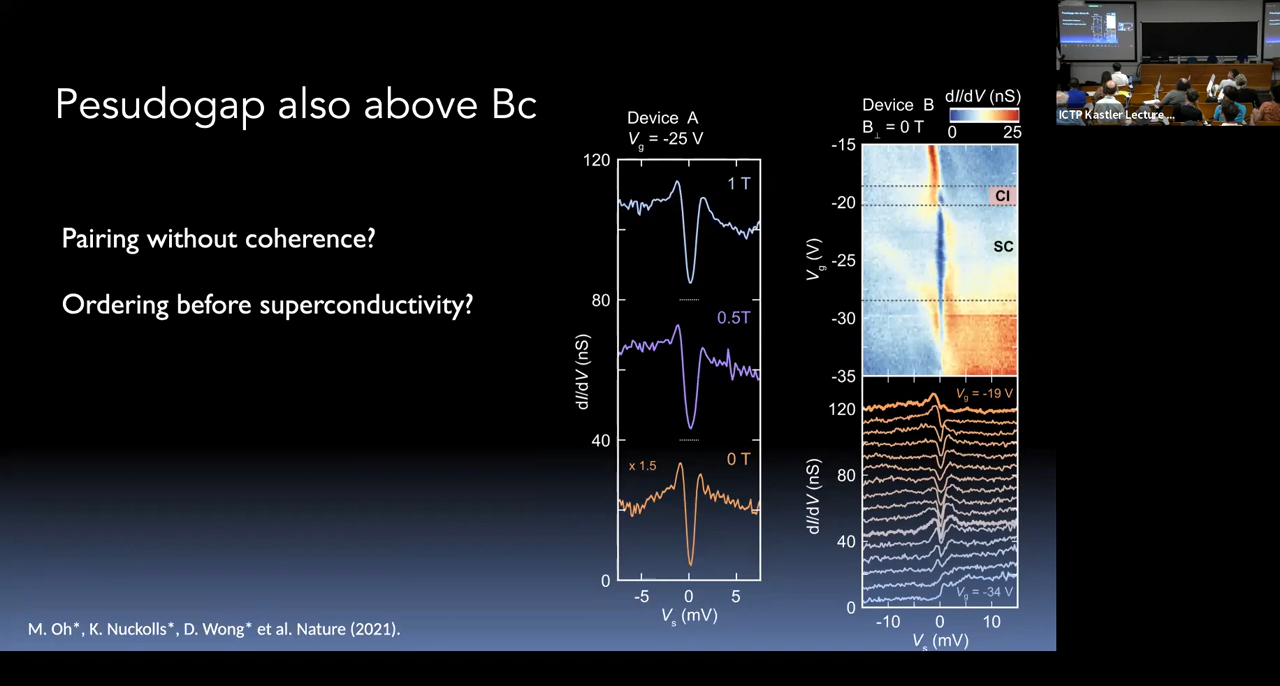 Pesudogap also above Bc
Pairing without coherence?
Ordering before superconductivity?
M. Oh*, K. Nuckolls*, D. Wong* et al. Nature (2021).
Device A
Vg = -25 V
120
80
40
0
dI/dV (nS)
1 T
0.5T
x 1.5
0 T
-5 0 5
Vs (mV)
Device B
B⊥ = 0 T
dI/dV (nS)
0 25
-15
-20
-25
-30
-35
Vg (V)
CI
SC
120
80
40
0
dI/dV (nS)
Vg = -19 V
Vg = -34 V
-10 0 10
Vs (mV)
ICTP Kastler Lecture ...